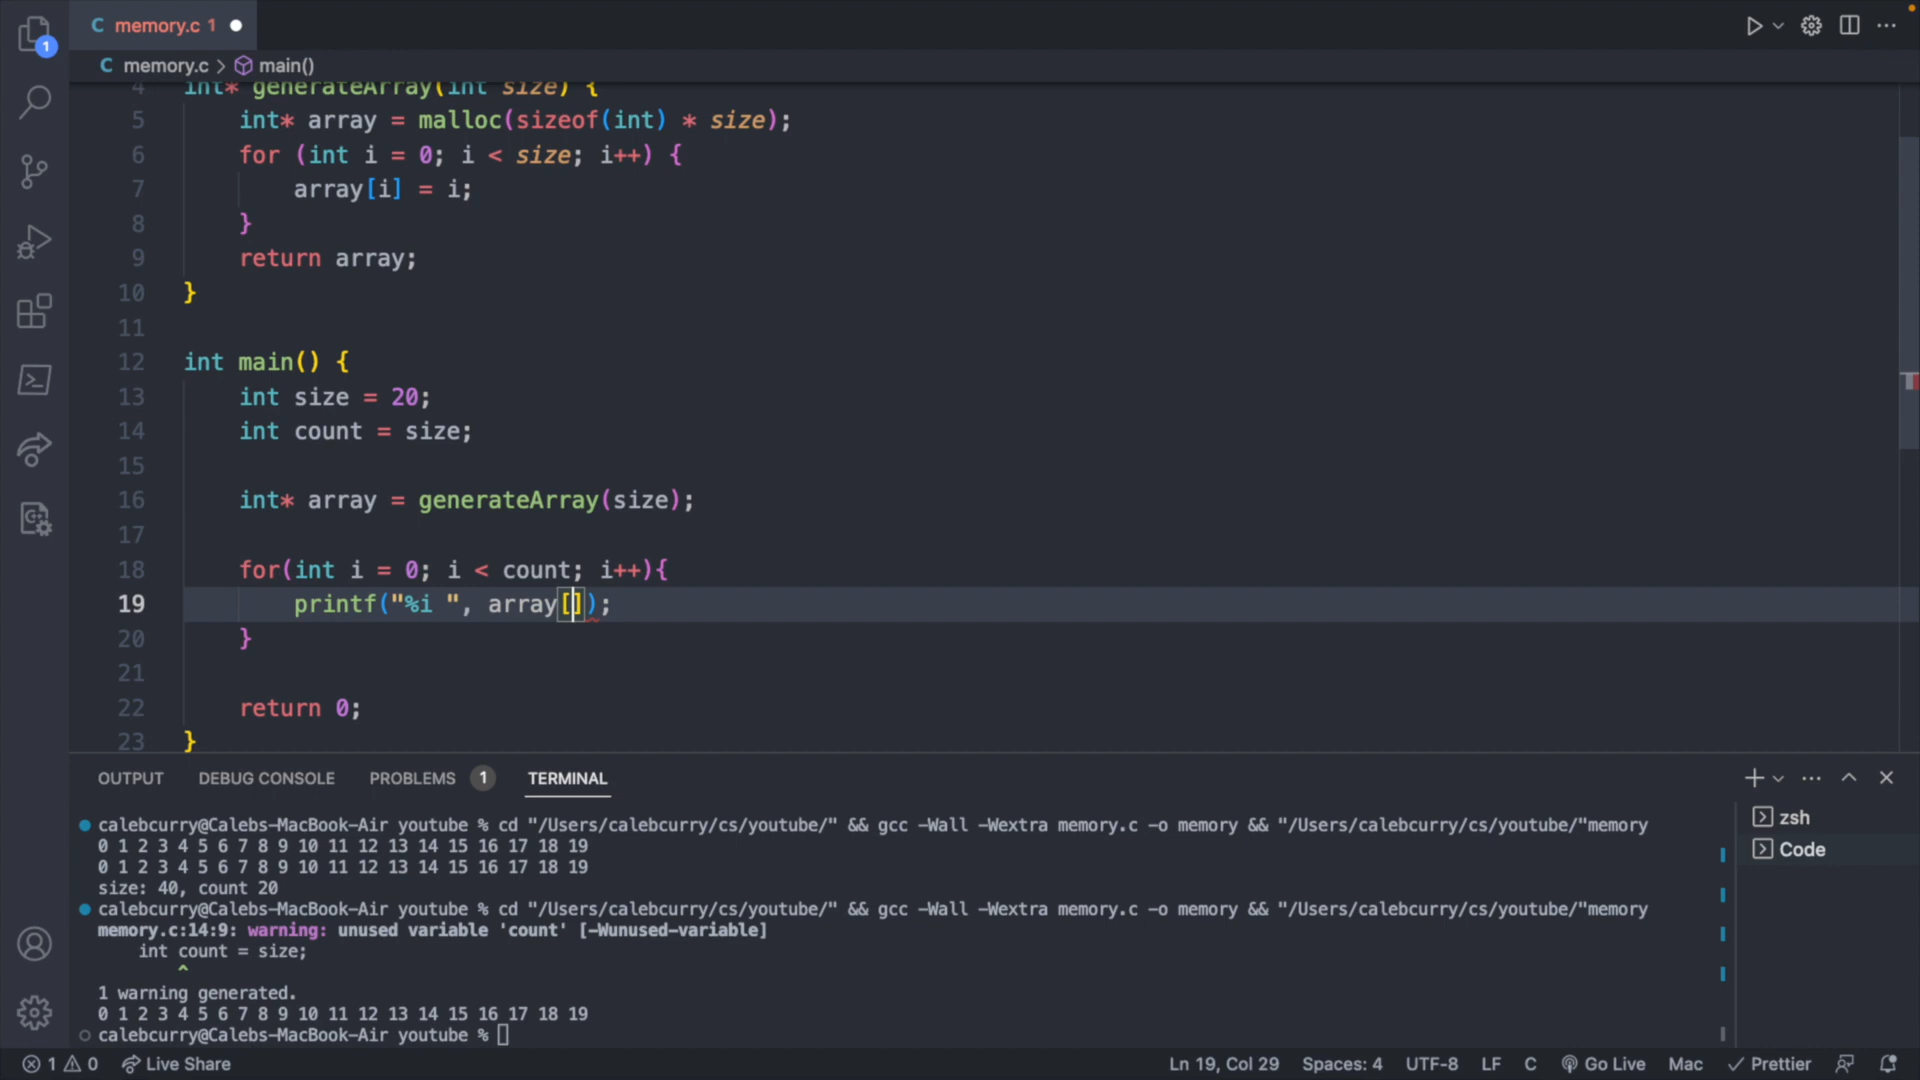 1
C memory.c 1
C memory.c > main()
4 int* generateArray(int size) {
5 int* array = malloc(sizeof(int) * size);
6 for (int i = 0; i < size; i++) {
7 array[i] = i;
8 }
9 return array;
10 }
11
12 int main() {
13 int size = 20;
14 int count = size;
15
16 int* array = generateArray(size);
17
18 for(int i = 0; i < count; i++){
19 printf("%i ", array[]);
20 }
21
22 return 0;
23 }
OUTPUT DEBUG CONSOLE PROBLEMS 1 TERMINAL
calebcurry@Calebs-MacBook-Air youtube % cd "/Users/calebcurry/cs/youtube/" && gcc -Wall -Wextra memory.c -o memory && "/Users/calebcurry/cs/youtube/"memory
0 1 2 3 4 5 6 7 8 9 10 11 12 13 14 15 16 17 18 19
0 1 2 3 4 5 6 7 8 9 10 11 12 13 14 15 16 17 18 19
size: 40, count 20
calebcurry@Calebs-MacBook-Air youtube % cd "/Users/calebcurry/cs/youtube/" && gcc -Wall -Wextra memory.c -o memory && "/Users/calebcurry/cs/youtube/"memory
memory.c:14:9: warning: unused variable 'count' [-Wunused-variable]
int count = size;
^
1 warning generated.
0 1 2 3 4 5 6 7 8 9 10 11 12 13 14 15 16 17 18 19
calebcurry@Calebs-MacBook-Air youtube %
zsh
Code
1 0 Live Share Ln 19, Col 29 Spaces: 4 UTF-8 LF C Go Live Mac Prettier